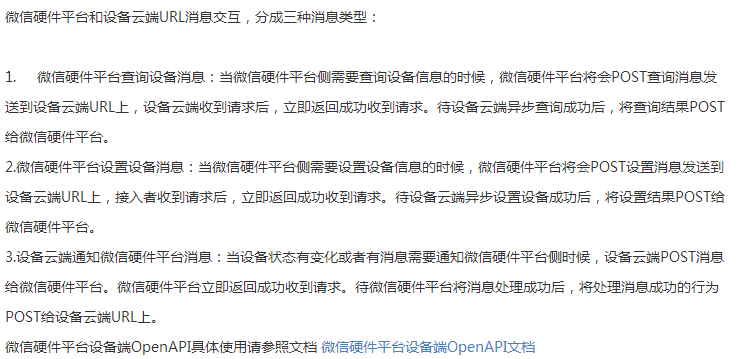 微信硬件平台和设备云端URL消息交互，分成三种消息类型：
1. 微信硬件平台查询设备消息：当微信硬件平台侧需要查询设备信息的时候，微信硬件平台将会POST查询消息发
送到设备云端URL上，设备云端收到请求后，立即返回成功收到请求。待设备云端异步查询成功后，将查询结果POST
给微信硬件平台。
2.微信硬件平台设置设备消息：当微信硬件平台侧需要设置设备信息的时候，微信硬件平台将会POST设置消息发送到
设备云端URL上，接入者收到请求后，立即返回成功收到请求。待设备云端异步设置设备成功后，将设置结果POST给
微信硬件平台。
3.设备云端通知微信硬件平台消息：当设备状态有变化或者有消息需要通知微信硬件平台侧时候，设备云端POST消息
给微信硬件平台。微信硬件平台立即返回成功收到请求。待微信硬件平台将消息处理成功后，将处理消息成功的行为
POST给设备云端URL上。
微信硬件平台设备端OpenAPI具体使用请参照文档 微信硬件平台设备端OpenAPI文档